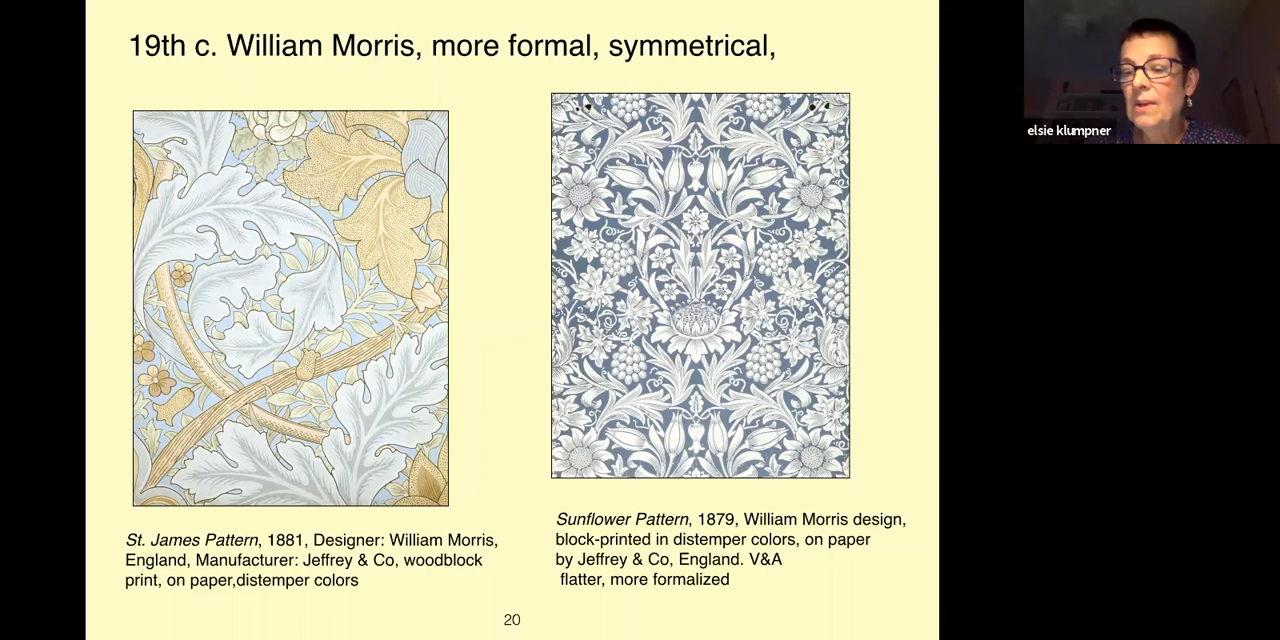 19th c. William Morris, more formal, symmetrical,
elsie klumpner
St. James Pattern, 1881, Designer: William Morris,
England, Manufacturer: Jeffrey & Co, woodblock
print, on paper,distemper colors
Sunflower Pattern, 1879, William Morris design,
block-printed in distemper colors, on paper
by Jeffrey & Co, England. V&A
flatter, more formalized
20